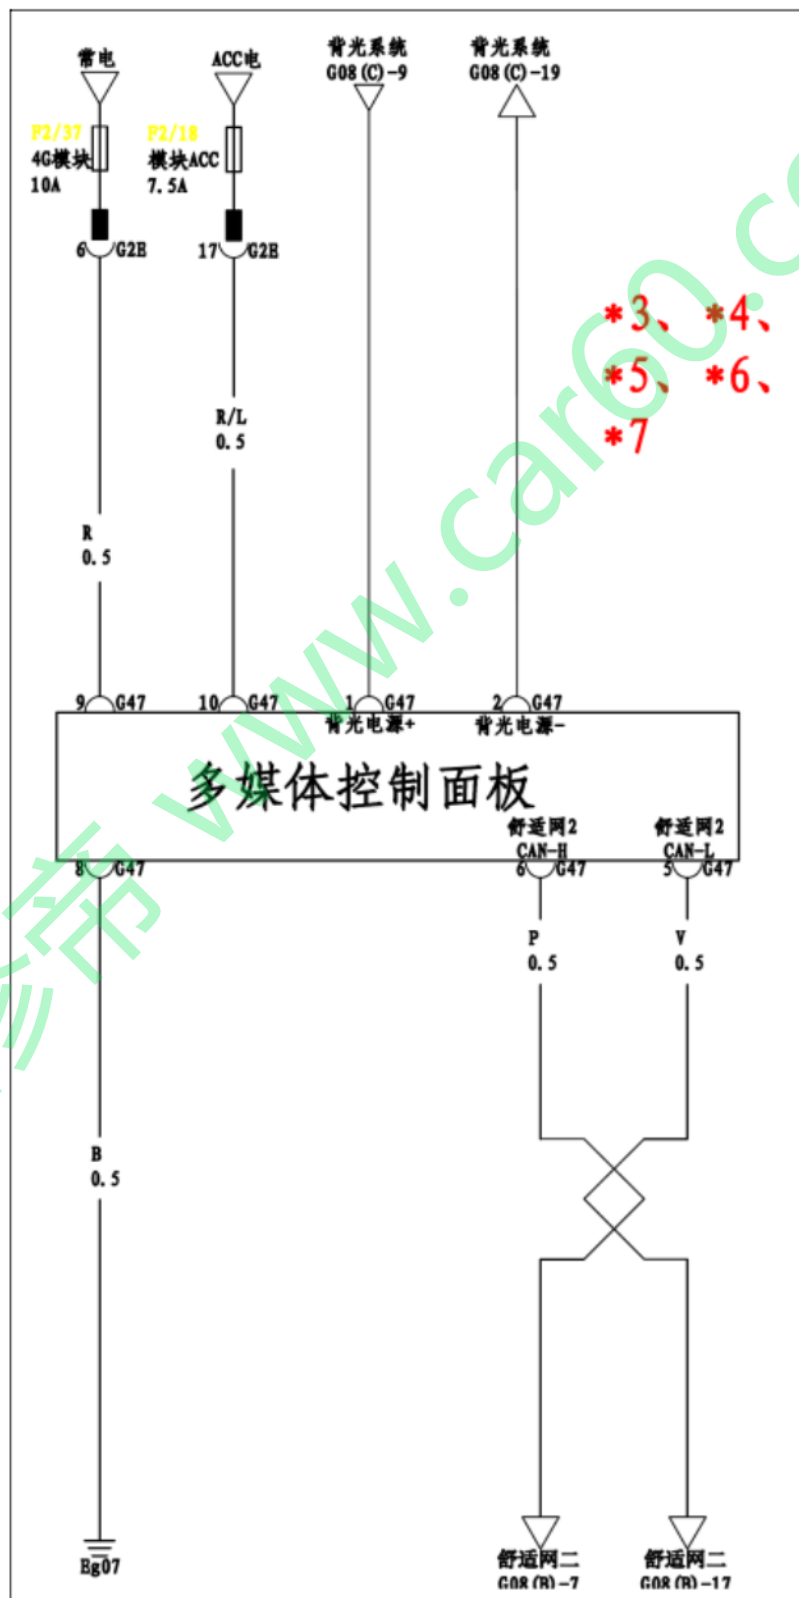 常电
ACC电
背光系统
G08(C)-9
背光系统
G08(C)-19
F2/37
4G模块
10A
F2/18
模块ACC
7.5A
6 G2E
17 G2E
*3、 *4、
*5、 *6、
*7
R/L
0.5
R
0.5
9 G47
10 G47
1 G47
2 G47
背光电源+
背光电源-
多媒体控制面板
舒适网2
CAN-H
舒适网2
CAN-L
8 G47
6 G47
5 G47
P
0.5
V
0.5
B
0.5
Eg07
舒适网二
G08(B)-7
舒适网二
G08(B)-17
帝 www.car60.c